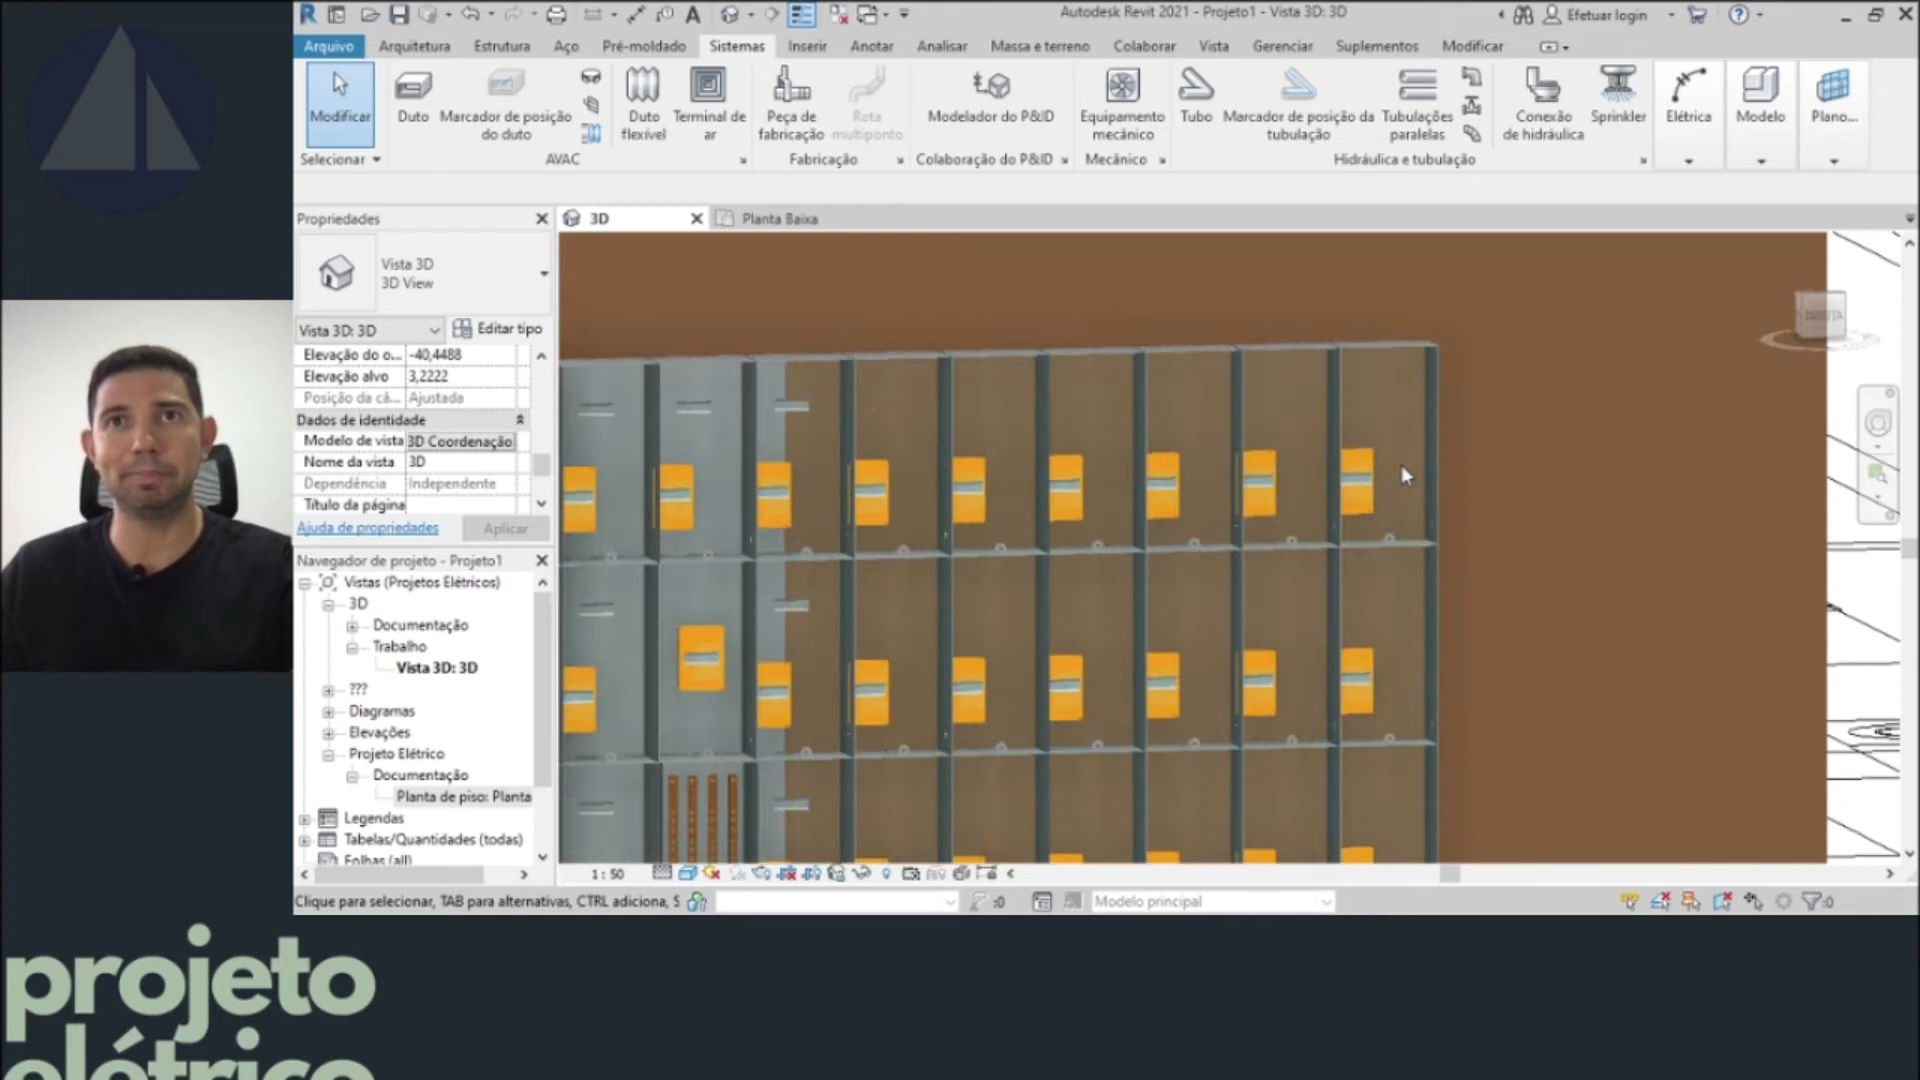 Autodesk Revit 2021 - Projeto1 - Vista 3D: 3D
Efetuar login
Arquivo
Arquitetura
Estrutura
Aço
Pré-moldado
Sistemas
Inserir
Anotar
Analisar
Massa e terreno
Colaborar
Vista
Gerenciar
Suplementos
Modificar
Modificar
Duto
Marcador de posição
do duto
Duto
flexível
Terminal de
ar
Peça de
fabricação
Rota
multiponto
Modelador do P&ID
Equipamento
mecânico
Tubo
Marcador de posição da
tubulação
Tubulações
paralelas
Conexão
de hidráulica
Sprinkler
Elétrica
Modelo
Plano...
Selecionar
AVAC
Fabricação
Colaboração do P&ID
Mecânico
Hidráulica e tubulação
Propriedades
3D
Planta Baixa
Vista 3D
3D View
Vista 3D: 3D
Editar tipo
Elevação do o...
-40,4488
Elevação alvo
3,2222
Posição da câ...
Ajustada
Dados de identidade
Modelo de vista
3D Coordenação
Nome da vista
3D
Dependência
Independente
Título da página
Ajuda de propriedades
Aplicar
Navegador de projeto - Projeto1
Vistas (Projetos Elétricos)
3D
Documentação
Trabalho
Vista 3D: 3D
???
Diagramas
Elevações
Projeto Elétrico
Documentação
Planta de piso: Planta
Legendas
Tabelas/Quantidades (todas)
Folhas (all)
DIREITA
1 : 50
Clique para selecionar, TAB para alternativas, CTRL adiciona, S
:0
Modelo principal
:0
projeto
elétrico